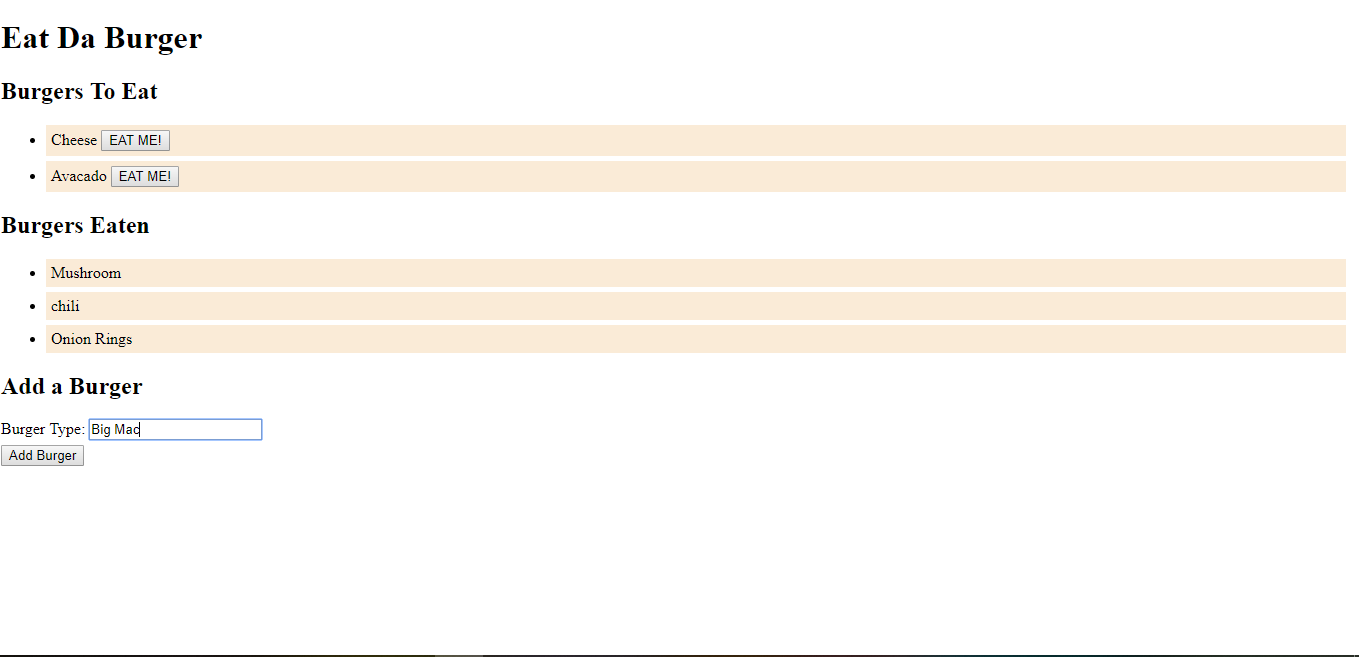 Eat Da Burger
Burgers To Eat
Cheese EAT ME!
Avacado EAT ME!
Burgers Eaten
Mushroom
chili
Onion Rings
Add a Burger
Burger Type: Big Mac
Add Burger